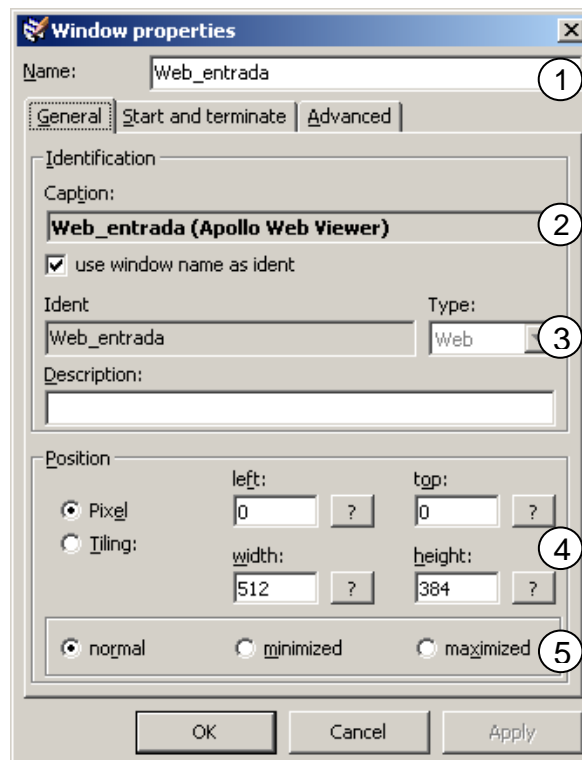 Window properties
Name: Web_entrada 1
General Start and terminate Advanced
Identification
Caption:
Web_entrada (Apollo Web Viewer) 2
use window name as ident
Ident Type:
Web_entrada Web 3
Description:
Position
left: top:
Pixel 0 ? 0 ?
Tiling: 4
width: height:
512 ? 384 ?
normal minimized maximized 5
OK Cancel Apply